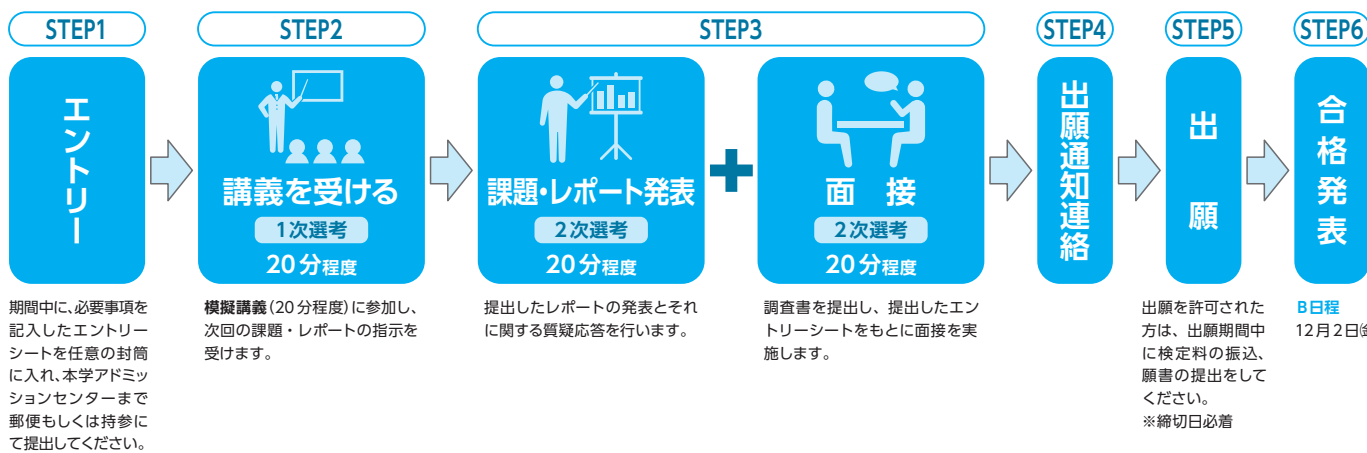 STEP1
エントリー
期間中に、必要事項を
記入したエントリー
シートを任意の封筒
に入れ、本学アドミッ
ションセンターまで
郵便もしくは持参に
て提出してください。
STEP2
講義を受ける
1次選考
20分程度
模擬講義(20分程度)に参加し、
次回の課題・レポートの指示を
受けます。
STEP3
課題・レポート発表
2次選考
20分程度
提出したレポートの発表とそれ
に関する質疑応答を行います。
面接
2次選考
20分程度
調査書を提出し、提出したエン
トリーシートをもとに面接を実
施します。
STEP4
出願通知連絡
STEP5
出願
出願を許可された
方は、出願期間中
に検定料の振込、
願書の提出をして
ください。
※締切日必着
STEP6
合格発表
B日程
12月2日㈮